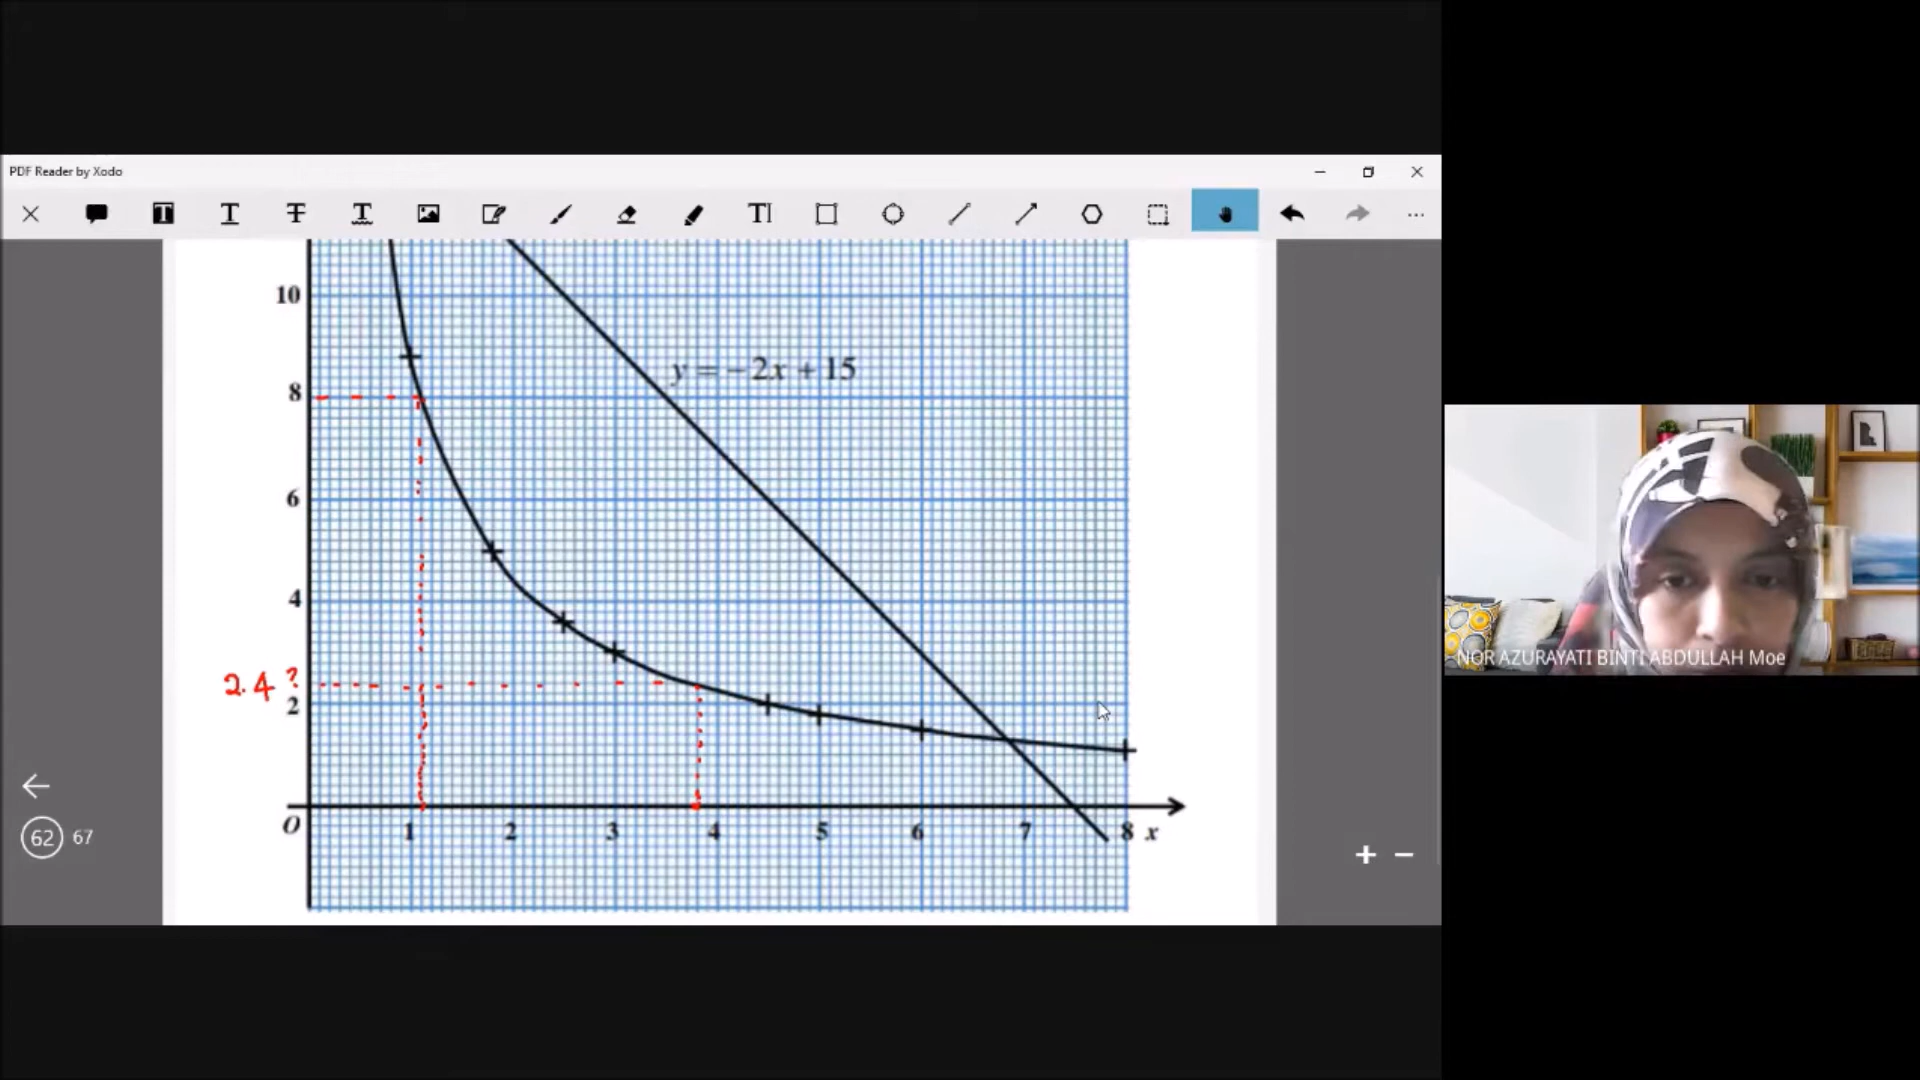 PDF Reader by Xodo
T T T T TI
10
y = −2x + 15
8
6
4
2.4 ?
2
O 1 2 3 4 5 6 7 8 x
62 67
NOR AZURAYATI BINTI ABDULLAH Moe